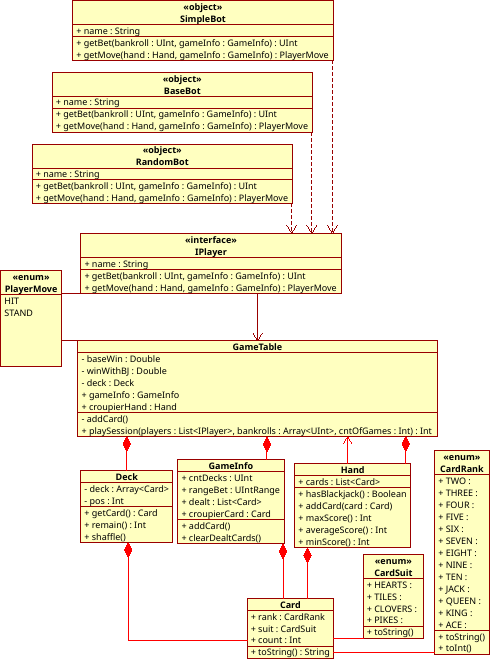 «object»
SimpleBot
+ name : String
+ getBet(bankroll : UInt, gameInfo : GameInfo) : UInt
+ getMove(hand : Hand, gameInfo : GameInfo) : PlayerMove
«object»
BaseBot
+ name : String
+ getBet(bankroll : UInt, gameInfo : GameInfo) : UInt
+ getMove(hand : Hand, gameInfo : GameInfo) : PlayerMove
«object»
RandomBot
+ name : String
+ getBet(bankroll : UInt, gameInfo : GameInfo) : UInt
+ getMove(hand : Hand, gameInfo : GameInfo) : PlayerMove
«interface»
IPlayer
+ name : String
+ getBet(bankroll : UInt, gameInfo : GameInfo) : UInt
+ getMove(hand : Hand, gameInfo : GameInfo) : PlayerMove
«enum»
PlayerMove
HIT
STAND
GameTable
- baseWin : Double
- winWithBJ : Double
- deck : Deck
+ gameInfo : GameInfo
+ croupierHand : Hand
- addCard()
+ playSession(players : List<IPlayer>, bankrolls : Array<UInt>, cntOfGames : Int) : Int
Deck
- deck : Array<Card>
- pos : Int
+ getCard() : Card
+ remain() : Int
+ shaffle()
GameInfo
+ cntDecks : UInt
+ rangeBet : UIntRange
+ dealt : List<Card>
+ croupierCard : Card
+ addCard()
+ clearDealtCards()
Hand
+ cards : List<Card>
+ hasBlackjack() : Boolean
+ addCard(card : Card)
+ maxScore() : Int
+ averageScore() : Int
+ minScore() : Int
«enum»
CardRank
+ TWO :
+ THREE :
+ FOUR :
+ FIVE :
+ SIX :
+ SEVEN :
+ EIGHT :
+ NINE :
+ TEN :
+ JACK :
+ QUEEN :
+ KING :
+ ACE :
+ toString()
+ toInt()
«enum»
CardSuit
+ HEARTS :
+ TILES :
+ CLOVERS :
+ PIKES :
+ toString()
Card
+ rank : CardRank
+ suit : CardSuit
+ count : Int
+ toString() : String